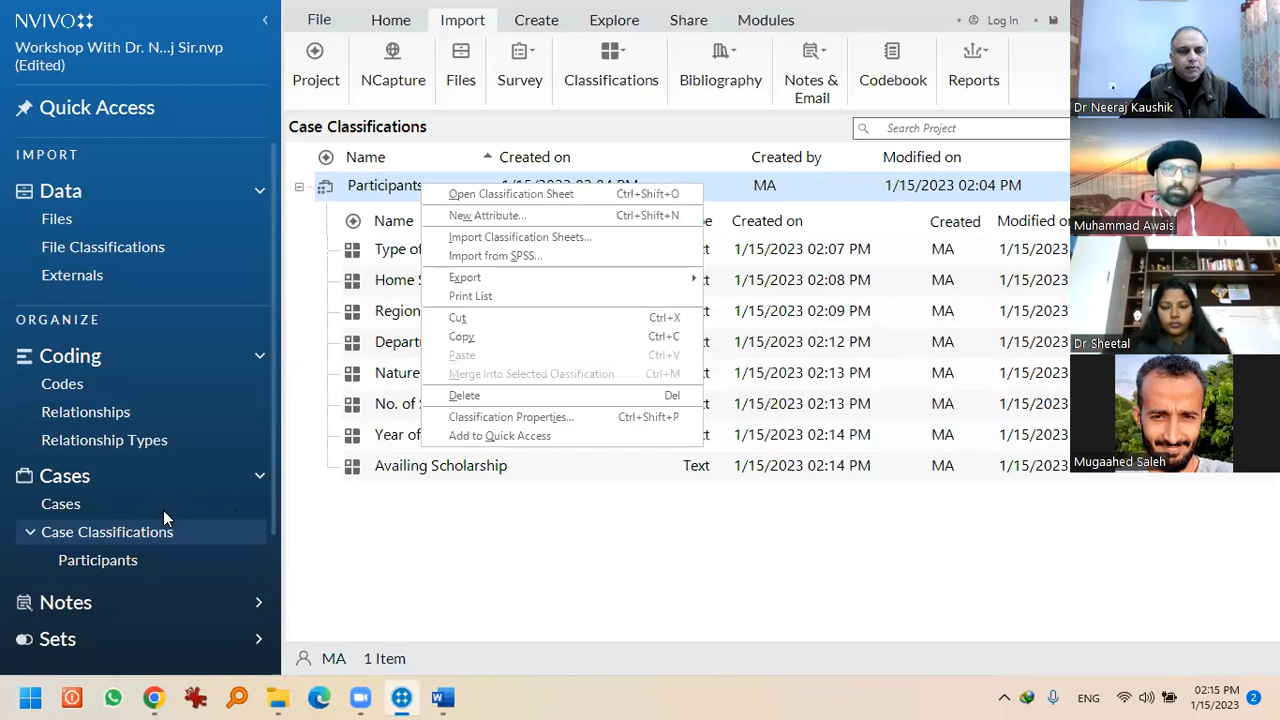 NVIVO
Workshop With Dr. N...j Sir.nvp
(Edited)
Quick Access
IMPORT
Data
Files
File Classifications
Externals
ORGANIZE
Coding
Codes
Relationships
Relationship Types
Cases
Cases
Case Classifications
Participants
Notes
Sets
File Home Import Create Explore Share Modules Log In
Project NCapture Files Survey Classifications Bibliography Notes & Email Codebook Reports
Case Classifications
Search Project
Name Created on Created by Modified on
Participants MA 1/15/2023 02:04 PM
Name Created on Created Modified on
Type of 1/15/2023 02:07 PM MA 1/15/2023
Home S 1/15/2023 02:08 PM MA 1/15/2023
Region 1/15/2023 02:09 PM MA 1/15/2023
Depart 1/15/2023 02:12 PM MA 1/15/2023
Nature 1/15/2023 02:13 PM MA 1/15/2023
No. of S 1/15/2023 02:13 PM MA 1/15/2023
Year of 1/15/2023 02:14 PM MA 1/15/2023
Availing Scholarship Text 1/15/2023 02:14 PM MA 1/15/2023
Open Classification Sheet Ctrl+Shift+O
New Attribute... Ctrl+Shift+N
Import Classification Sheets...
Import from SPSS...
Export
Print List
Cut Ctrl+X
Copy Ctrl+C
Paste Ctrl+V
Merge Into Selected Classification Ctrl+M
Delete Del
Classification Properties... Ctrl+Shift+P
Add to Quick Access
MA 1 Item
Dr Neeraj Kaushik
Muhammad Awais
Dr Sheetal
Mugaahed Saleh
ENG 02:15 PM
1/15/2023 2